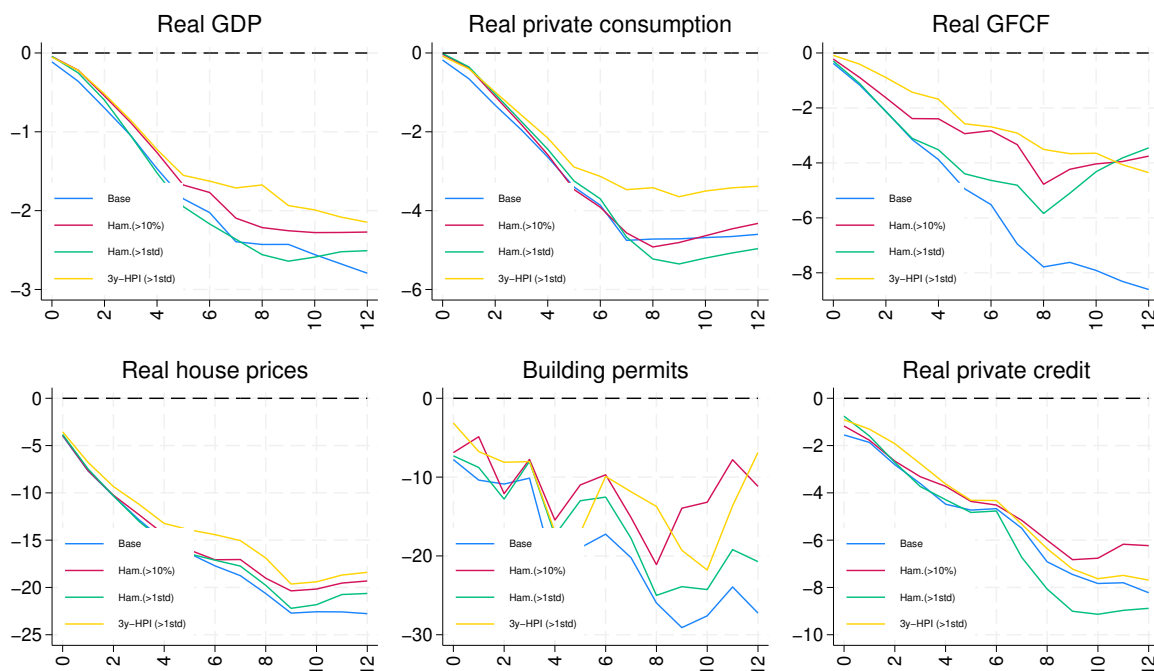 Real GDP
0
−1
−2
−3
Base
Ham.(>10%)
Ham.(>1std)
3y−HPI (>1std)
0 2 4 6 8 10 12
Real private consumption
0
−2
−4
−6
Base
Ham.(>10%)
Ham.(>1std)
3y−HPI (>1std)
0 2 4 6 8 10 12
Real GFCF
0
−2
−4
−6
−8
Base
Ham.(>10%)
Ham.(>1std)
3y−HPI (>1std)
0 2 4 6 8 10 12
Real house prices
0
−5
−10
−15
−20
−25
Base
Ham.(>10%)
Ham.(>1std)
3y−HPI (>1std)
0 2 4 6 8 10 12
Building permits
0
−10
−20
−30
Base
Ham.(>10%)
Ham.(>1std)
3y−HPI (>1std)
0 2 4 6 8 10 12
Real private credit
0
−2
−4
−6
−8
−10
Base
Ham.(>10%)
Ham.(>1std)
3y−HPI (>1std)
0 2 4 6 8 10 12